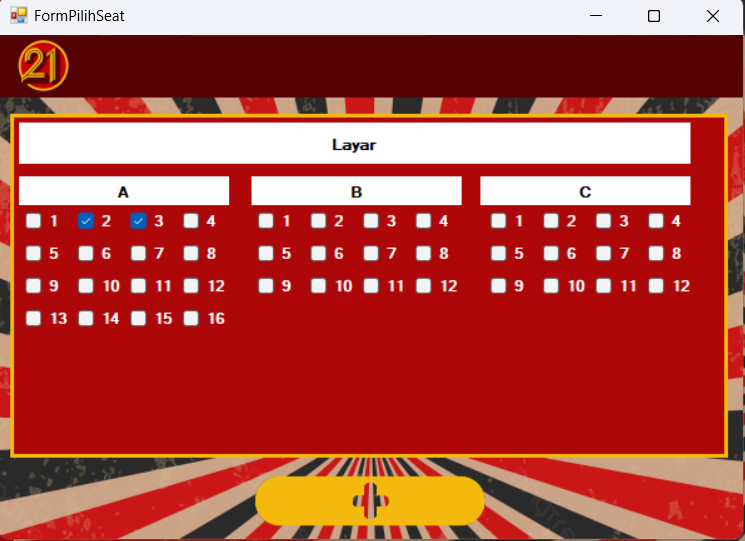 FormPilihSeat
21
Layar
A B C
1 2 3 4 1 2 3 4 1 2 3 4
5 6 7 8 5 6 7 8 5 6 7 8
9 10 11 12 9 10 11 12 9 10 11 12
13 14 15 16